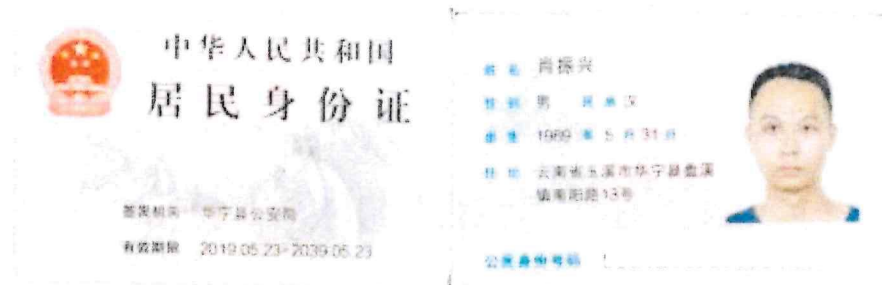 中华人民共和国
居民身份证
签发机关 华宁县公安局
有效期限 2019.05.23-2039.05.23
姓名 肖振兴
性别 男 民族 汉
出生 1989 年 5 月 31 日
住址 云南省玉溪市华宁县盘溪
镇南阳路13号
公民身份号码